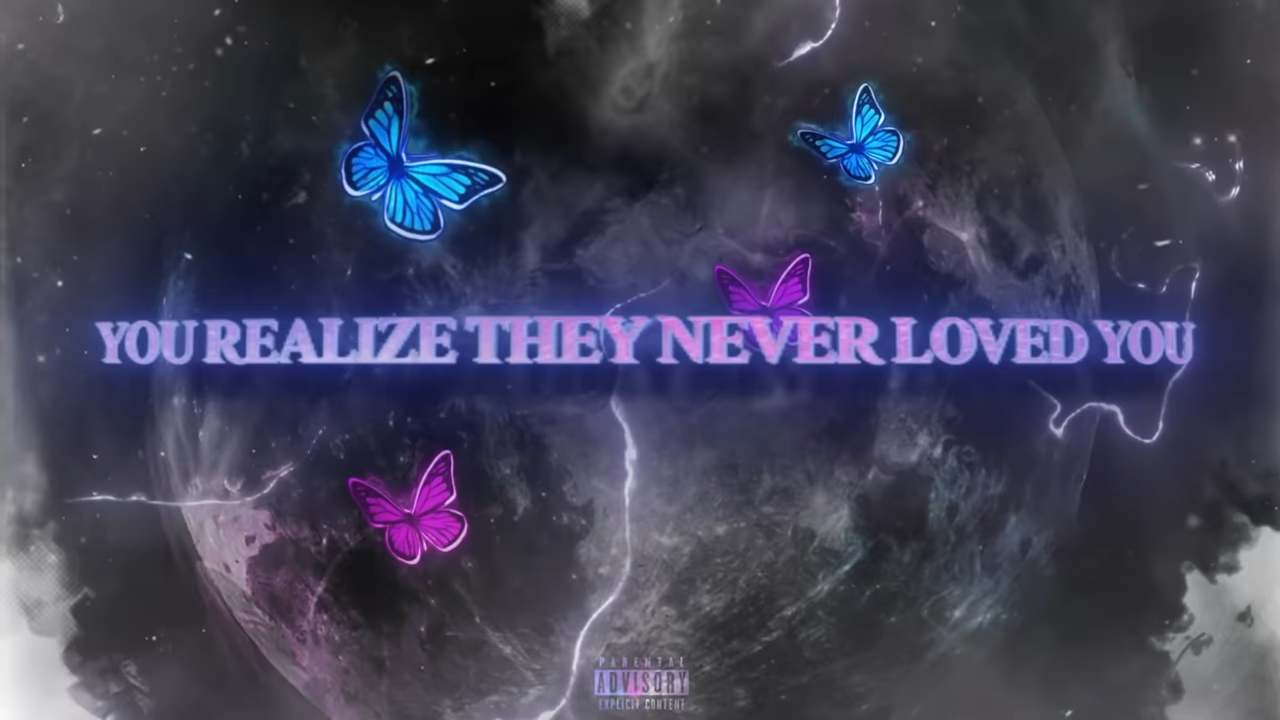 YOU REALIZE THEY NEVER LOVED YOU
PARENTAL
ADVISORY
EXPLICIT CONTENT